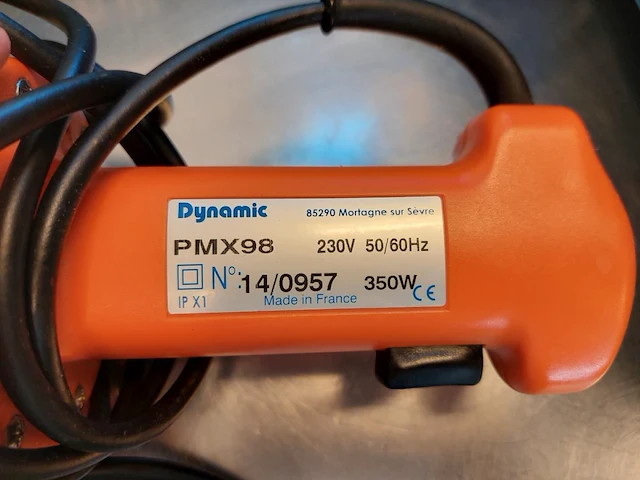 Dynamic 85290 Mortagne sur Sèvre
PMX98 230V 50/60Hz
N°: 14/0957 350W
IP X1 Made in France CE